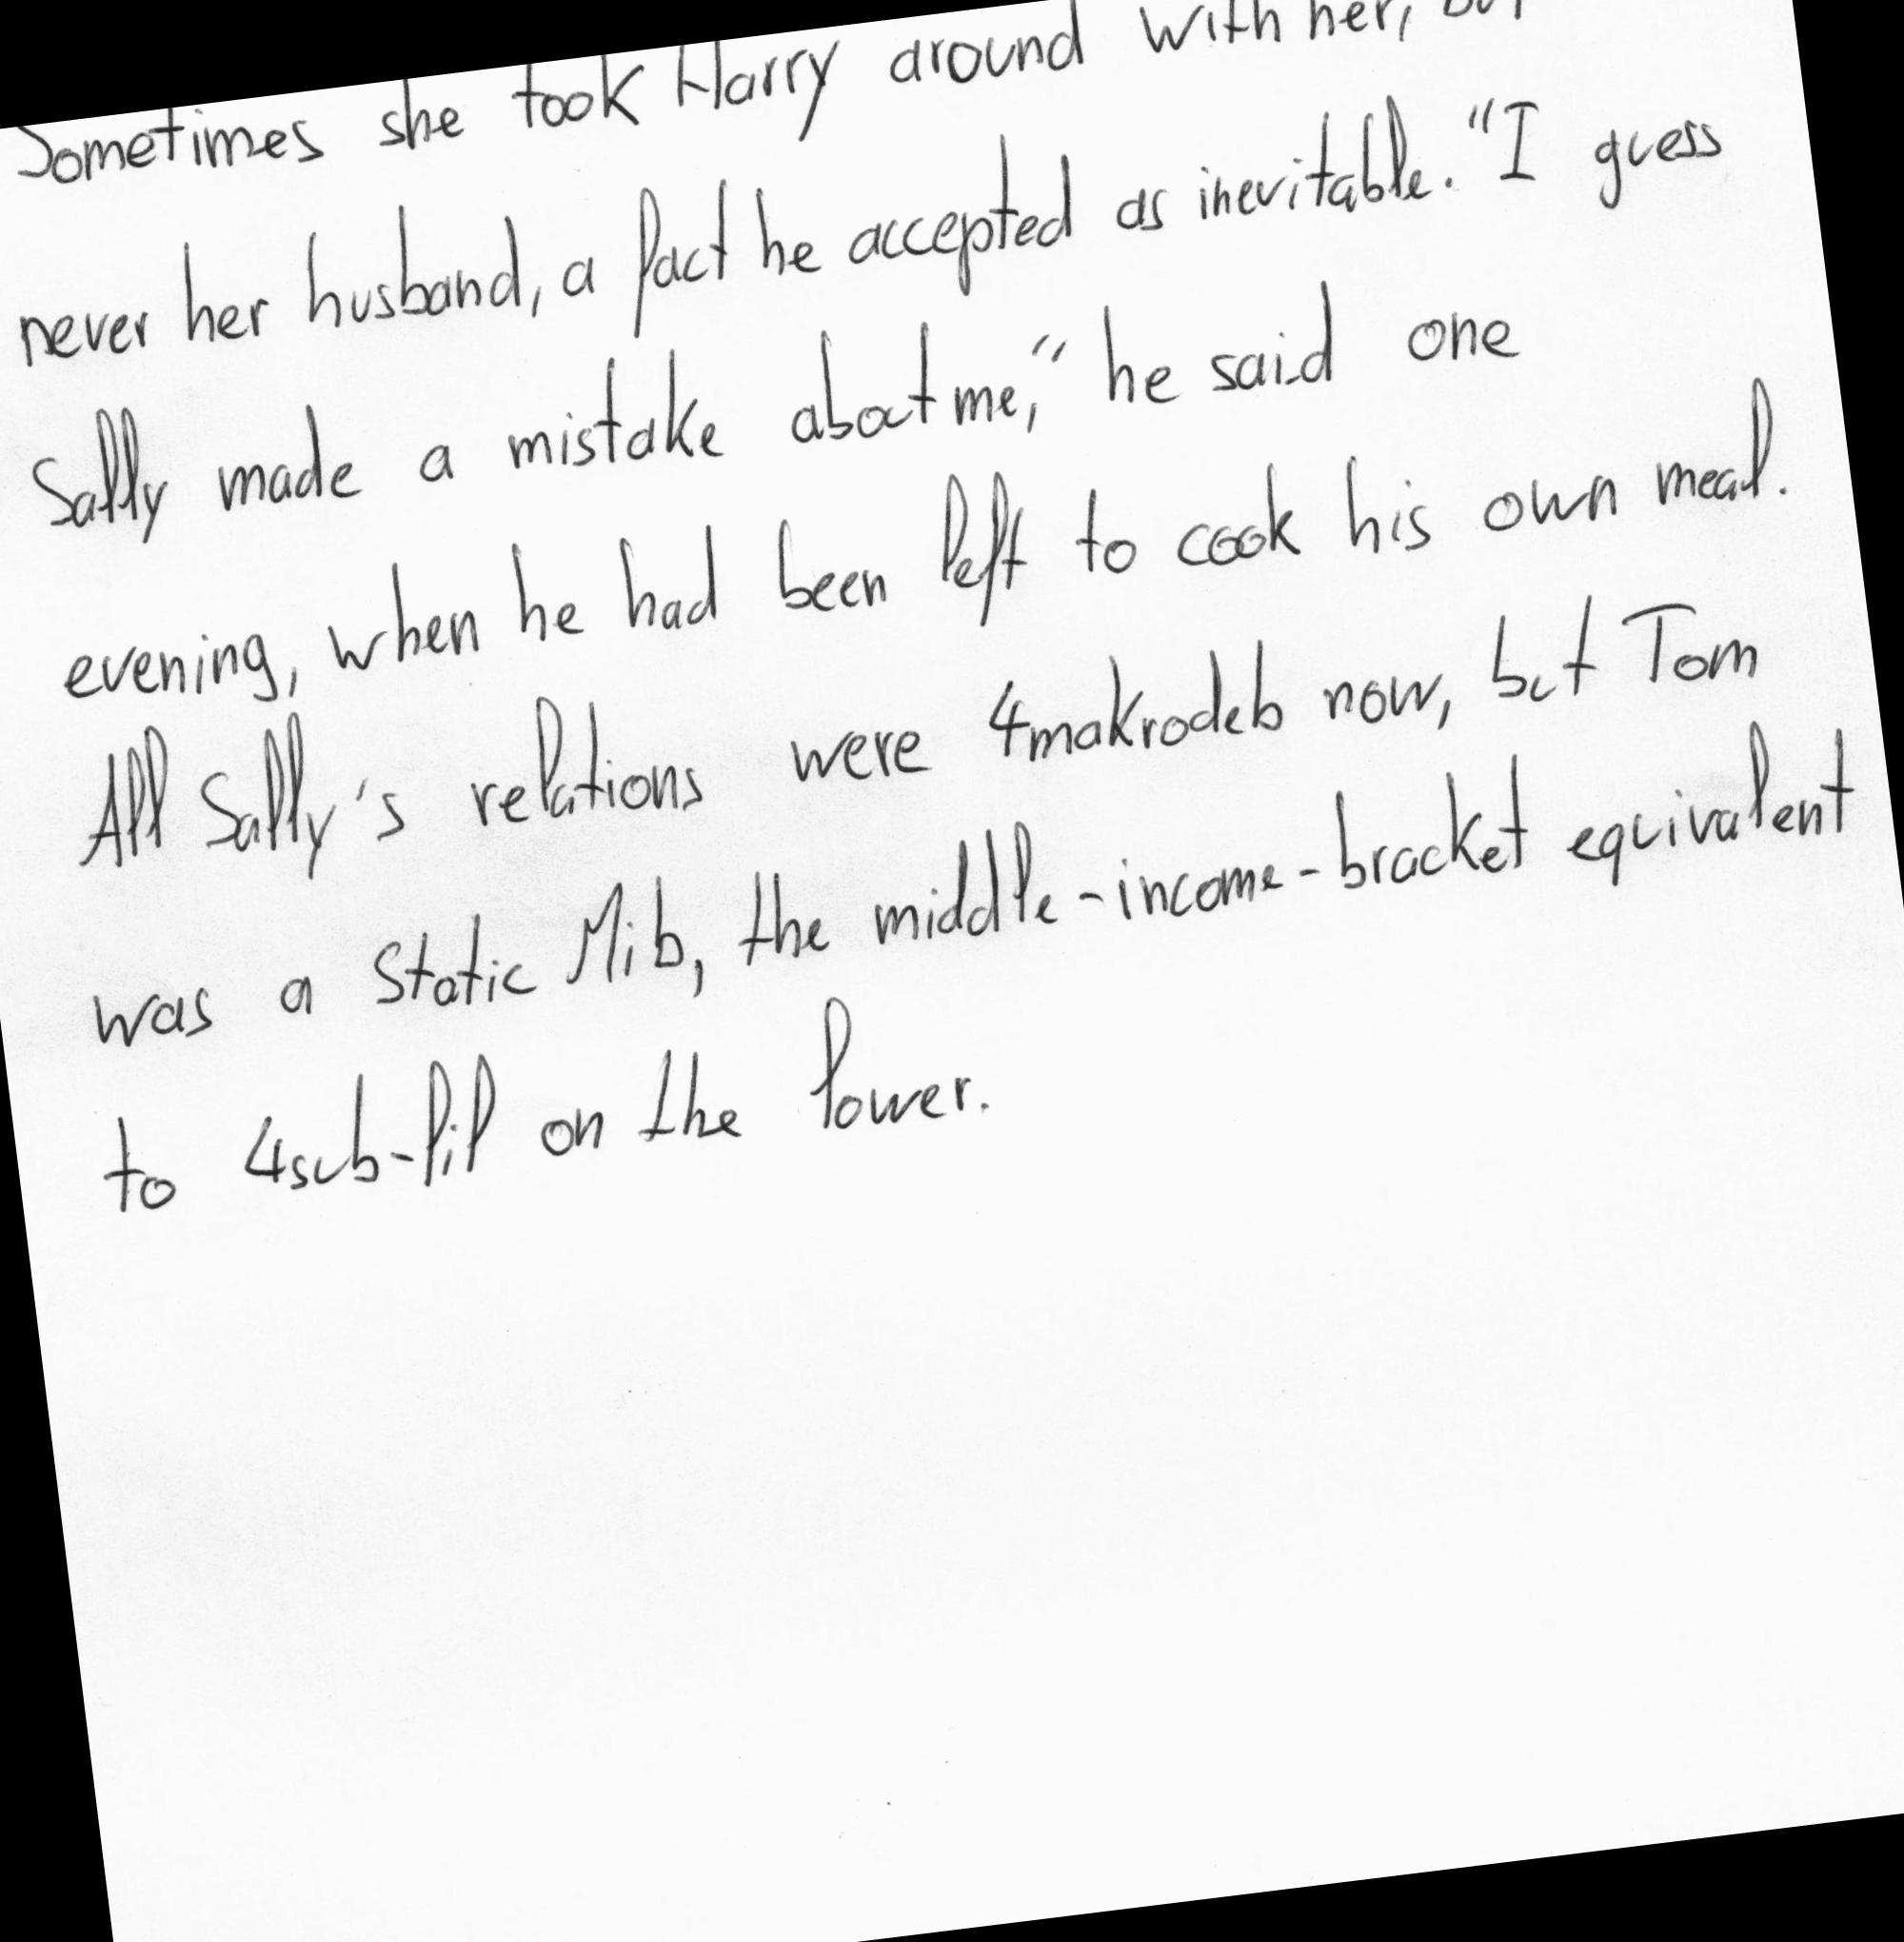 Sometimes she took Harry around with her, but
never her husband, a fact he accepted as inevitable. "I guess
Sally made a mistake about me," he said one
evening, when he had been left to cook his own meal.
All Sally's relations were 4makrodeb now, but Tom
was a Static Mib, the middle-income-bracket equivalent
to 4sub-lil on the lower.